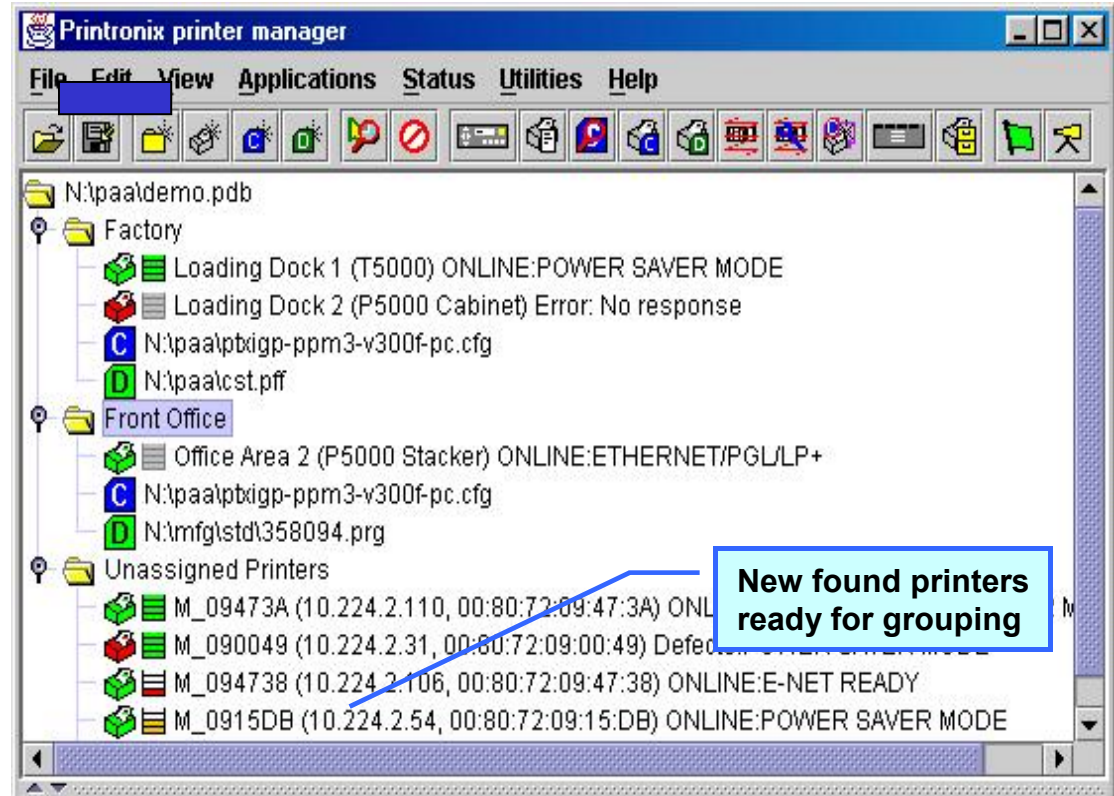 Printronix printer manager
File Edit View Applications Status Utilities Help
C D C D
N:\paa\demo.pdb
Factory
Loading Dock 1 (T5000) ONLINE:POWER SAVER MODE
Loading Dock 2 (P5000 Cabinet) Error: No response
C N:\paa\ptxigp-ppm3-v300f-pc.cfg
D N:\paa\cst.pff
Front Office
Office Area 2 (P5000 Stacker) ONLINE:ETHERNET/PGL/LP+
C N:\paa\ptxigp-ppm3-v300f-pc.cfg
D N:\mfg\std\358094.prg
Unassigned Printers
M_09473A (10.224.2.110, 00:80:72:09:47:3A) ONL
M_090049 (10.224.2.31, 00:80:72:09:00:49)
M_094738 (10.224.2.106, 00:80:72:09:47:38) ONLINE:E-NET READY
M_0915DB (10.224.2.54, 00:80:72:09:15:DB) ONLINE:POWER SAVER MODE
New found printers
ready for grouping